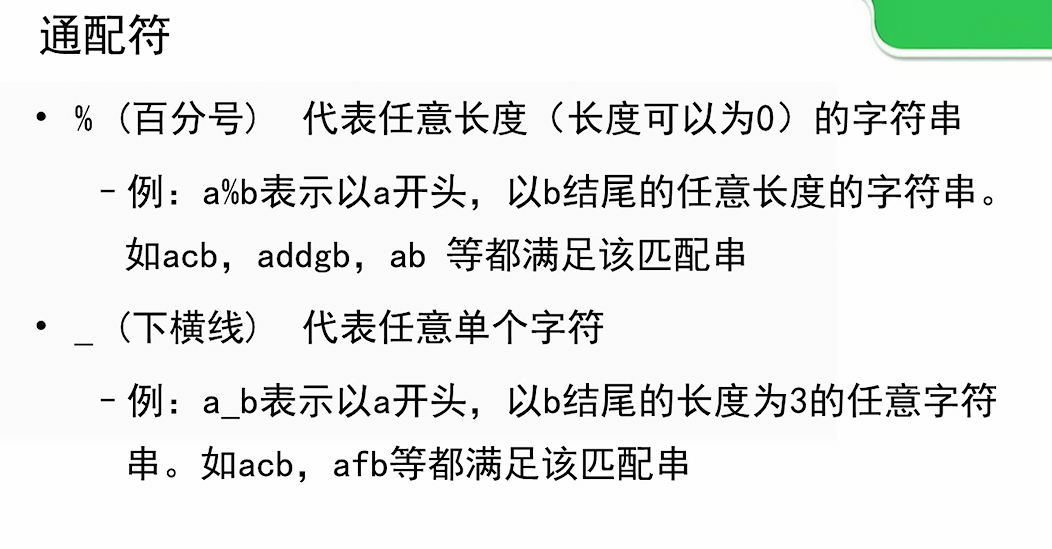 通配符
• %（百分号） 代表任意长度（长度可以为0）的字符串
– 例：a%b表示以a开头，以b结尾的任意长度的字符串。
如acb，addgb，ab 等都满足该匹配串
• _（下横线） 代表任意单个字符
– 例：a_b表示以a开头，以b结尾的长度为3的任意字符
串。如acb，afb等都满足该匹配串